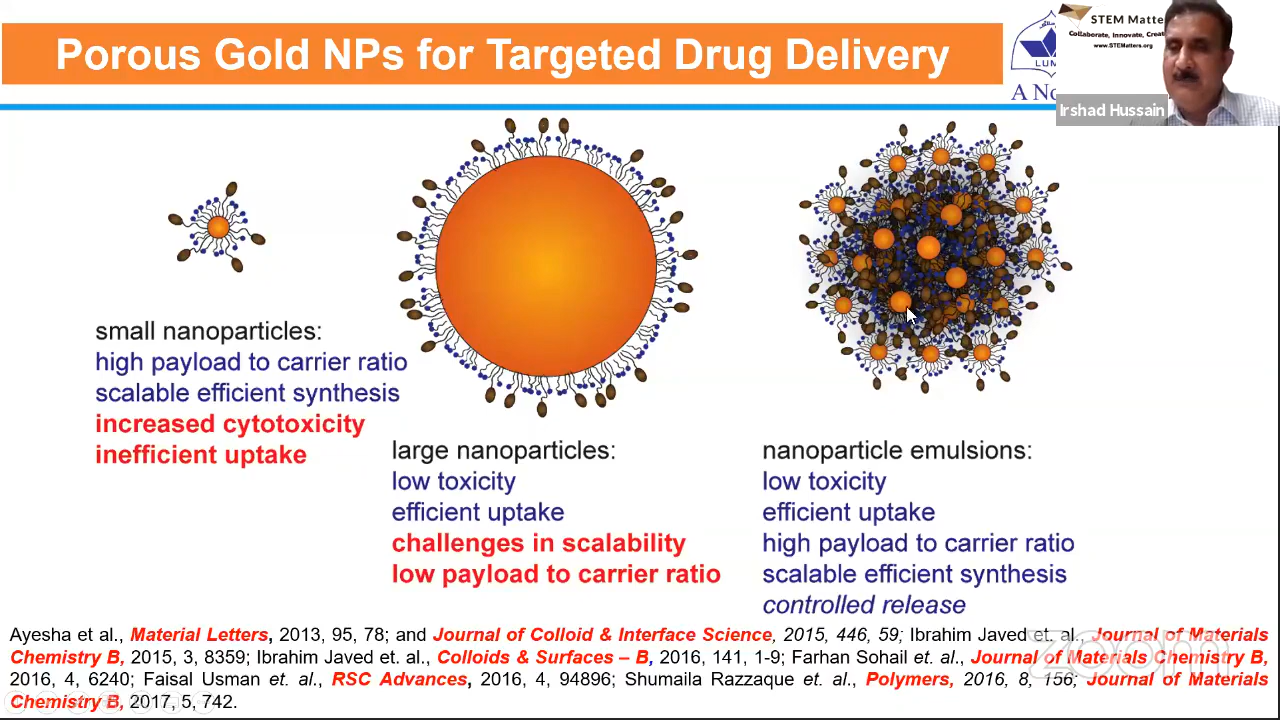 Porous Gold NPs for Targeted Drug Delivery
LUM
A No
STEM Matte
Collaborate, Innovate, Crea
www.STEMatters.org
Irshad Hussain
small nanoparticles:
high payload to carrier ratio
scalable efficient synthesis
increased cytotoxicity
inefficient uptake
large nanoparticles:
low toxicity
efficient uptake
challenges in scalability
low payload to carrier ratio
nanoparticle emulsions:
low toxicity
efficient uptake
high payload to carrier ratio
scalable efficient synthesis
controlled release
Ayesha et al., Material Letters, 2013, 95, 78; and Journal of Colloid & Interface Science, 2015, 446, 59; Ibrahim Javed et. al., Journal of Materials
Chemistry B, 2015, 3, 8359; Ibrahim Javed et. al., Colloids & Surfaces – B, 2016, 141, 1-9; Farhan Sohail et. al., Journal of Materials Chemistry B,
2016, 4, 6240; Faisal Usman et. al., RSC Advances, 2016, 4, 94896; Shumaila Razzaque et. al., Polymers, 2016, 8, 156; Journal of Materials
Chemistry B, 2017, 5, 742.
zoom